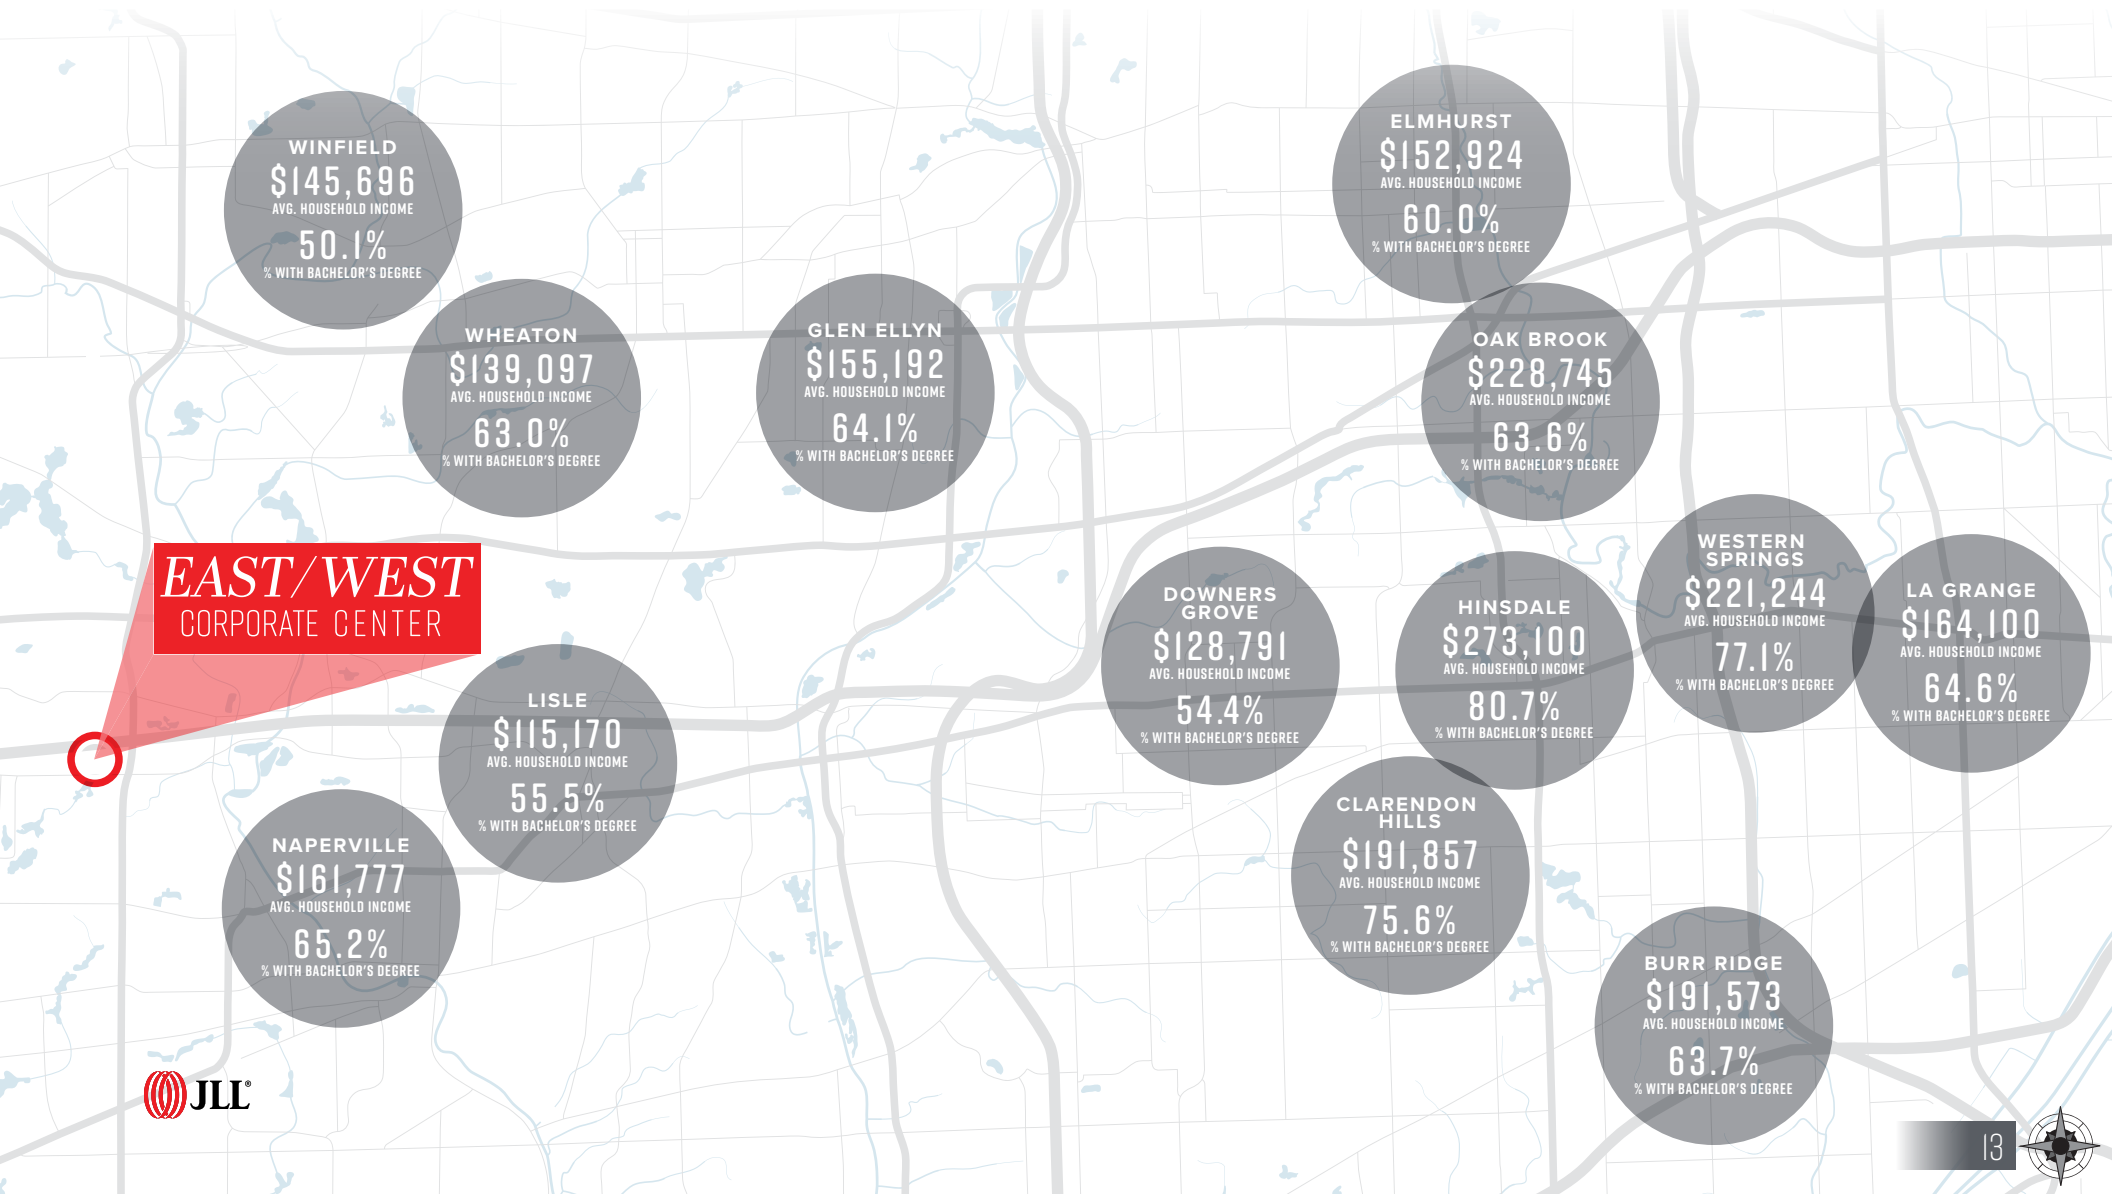 WINFIELD
$145,696
AVG. HOUSEHOLD INCOME
50.1%
% WITH BACHELOR'S DEGREE
ELMHURST
$152,924
AVG. HOUSEHOLD INCOME
60.0%
% WITH BACHELOR'S DEGREE
WHEATON
$139,097
AVG. HOUSEHOLD INCOME
63.0%
% WITH BACHELOR'S DEGREE
GLEN ELLYN
$155,192
AVG. HOUSEHOLD INCOME
64.1%
% WITH BACHELOR'S DEGREE
OAK BROOK
$228,745
AVG. HOUSEHOLD INCOME
63.6%
% WITH BACHELOR'S DEGREE
EAST/WEST
CORPORATE CENTER
WESTERN
SPRINGS
$221,244
AVG. HOUSEHOLD INCOME
77.1%
% WITH BACHELOR'S DEGREE
LA GRANGE
$164,100
AVG. HOUSEHOLD INCOME
64.6%
% WITH BACHELOR'S DEGREE
DOWNERS
GROVE
$128,791
AVG. HOUSEHOLD INCOME
54.4%
% WITH BACHELOR'S DEGREE
HINSDALE
$273,100
AVG. HOUSEHOLD INCOME
80.7%
% WITH BACHELOR'S DEGREE
LISLE
$115,170
AVG. HOUSEHOLD INCOME
55.5%
% WITH BACHELOR'S DEGREE
CLARENDON
HILLS
$191,857
AVG. HOUSEHOLD INCOME
75.6%
% WITH BACHELOR'S DEGREE
NAPERVILLE
$161,777
AVG. HOUSEHOLD INCOME
65.2%
% WITH BACHELOR'S DEGREE
BURR RIDGE
$191,573
AVG. HOUSEHOLD INCOME
63.7%
% WITH BACHELOR'S DEGREE
JLL®
13